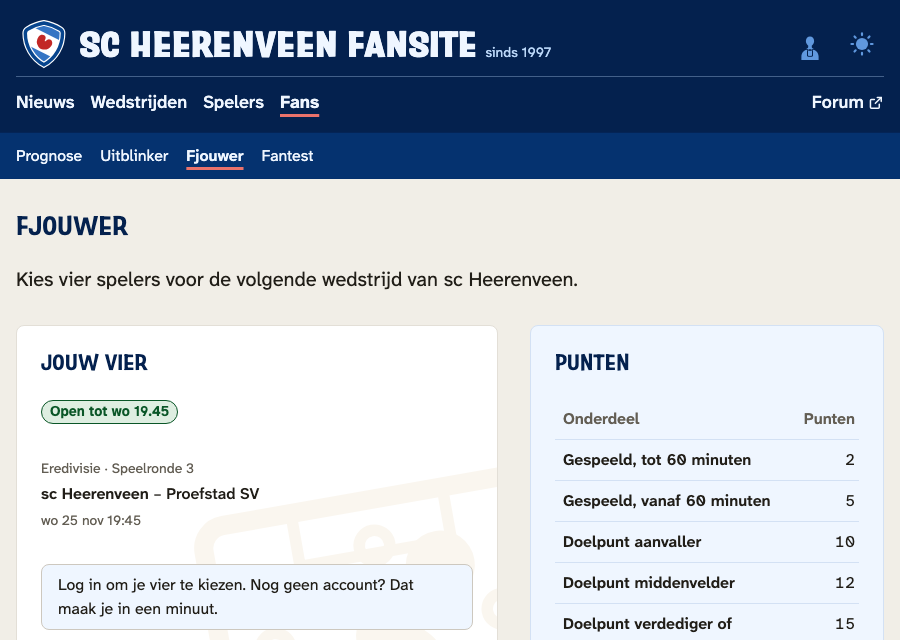 SC HEERENVEEN FANSITE sinds 1997
Nieuws Wedstrijden Spelers Fans Forum
Prognose Uitblinker Fjouwer Fantest
FJOUWER
Kies vier spelers voor de volgende wedstrijd van sc Heerenveen.
JOUW VIER
Open tot wo 19.45
Eredivisie · Speelronde 3
sc Heerenveen – Proefstad SV
wo 25 nov 19:45
Log in om je vier te kiezen. Nog geen account? Dat
maak je in een minuut.
PUNTEN
Onderdeel Punten
Gespeeld, tot 60 minuten 2
Gespeeld, vanaf 60 minuten 5
Doelpunt aanvaller 10
Doelpunt middenvelder 12
Doelpunt verdediger of 15